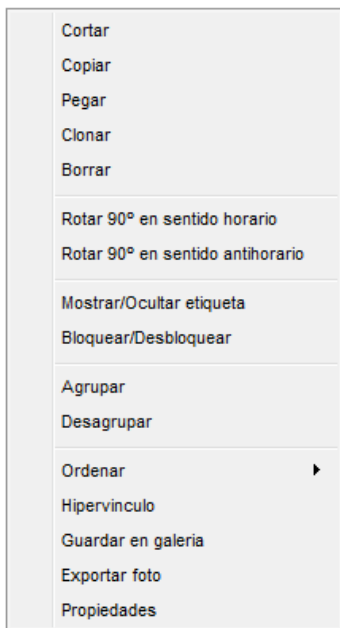 Cortar
Copiar
Pegar
Clonar
Borrar
Rotar 90º en sentido horario
Rotar 90º en sentido antihorario
Mostrar/Ocultar etiqueta
Bloquear/Desbloquear
Agrupar
Desagrupar
Ordenar
Hipervinculo
Guardar en galeria
Exportar foto
Propiedades